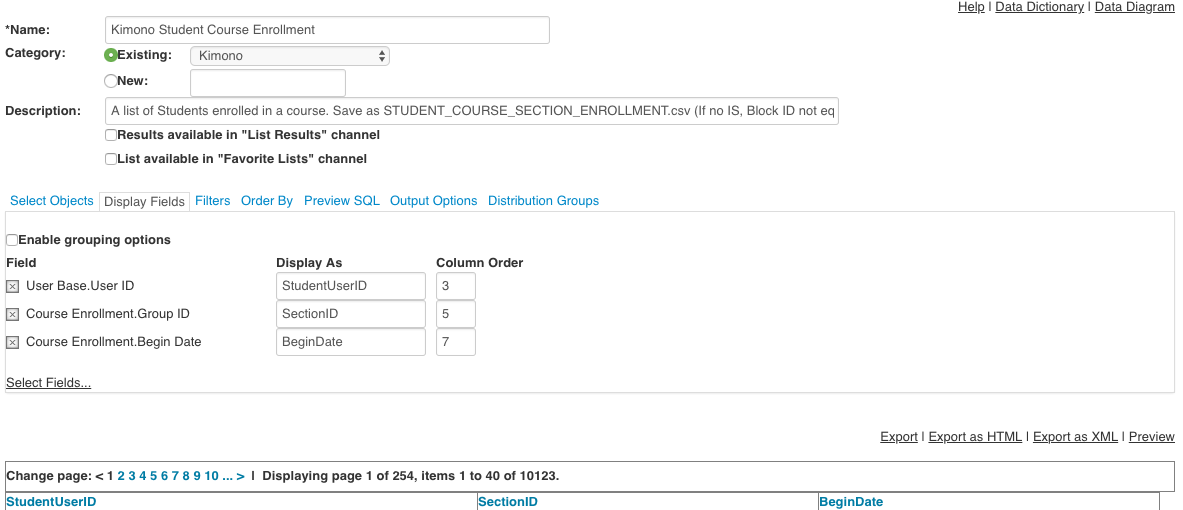 Help | Data Dictionary | Data Diagram
*Name: Kimono Student Course Enrollment
Category: Existing: Kimono
New:
Description: A list of Students enrolled in a course. Save as STUDENT_COURSE_SECTION_ENROLLMENT.csv (If no IS, Block ID not eq
Results available in "List Results" channel
List available in "Favorite Lists" channel
Select Objects Display Fields Filters Order By Preview SQL Output Options Distribution Groups
Enable grouping options
Field Display As Column Order
User Base.User ID StudentUserID 3
Course Enrollment.Group ID SectionID 5
Course Enrollment.Begin Date BeginDate 7
Select Fields...
Export | Export as HTML | Export as XML | Preview
Change page: < 1 2 3 4 5 6 7 8 9 10 ... > | Displaying page 1 of 254, items 1 to 40 of 10123.
StudentUserID SectionID BeginDate